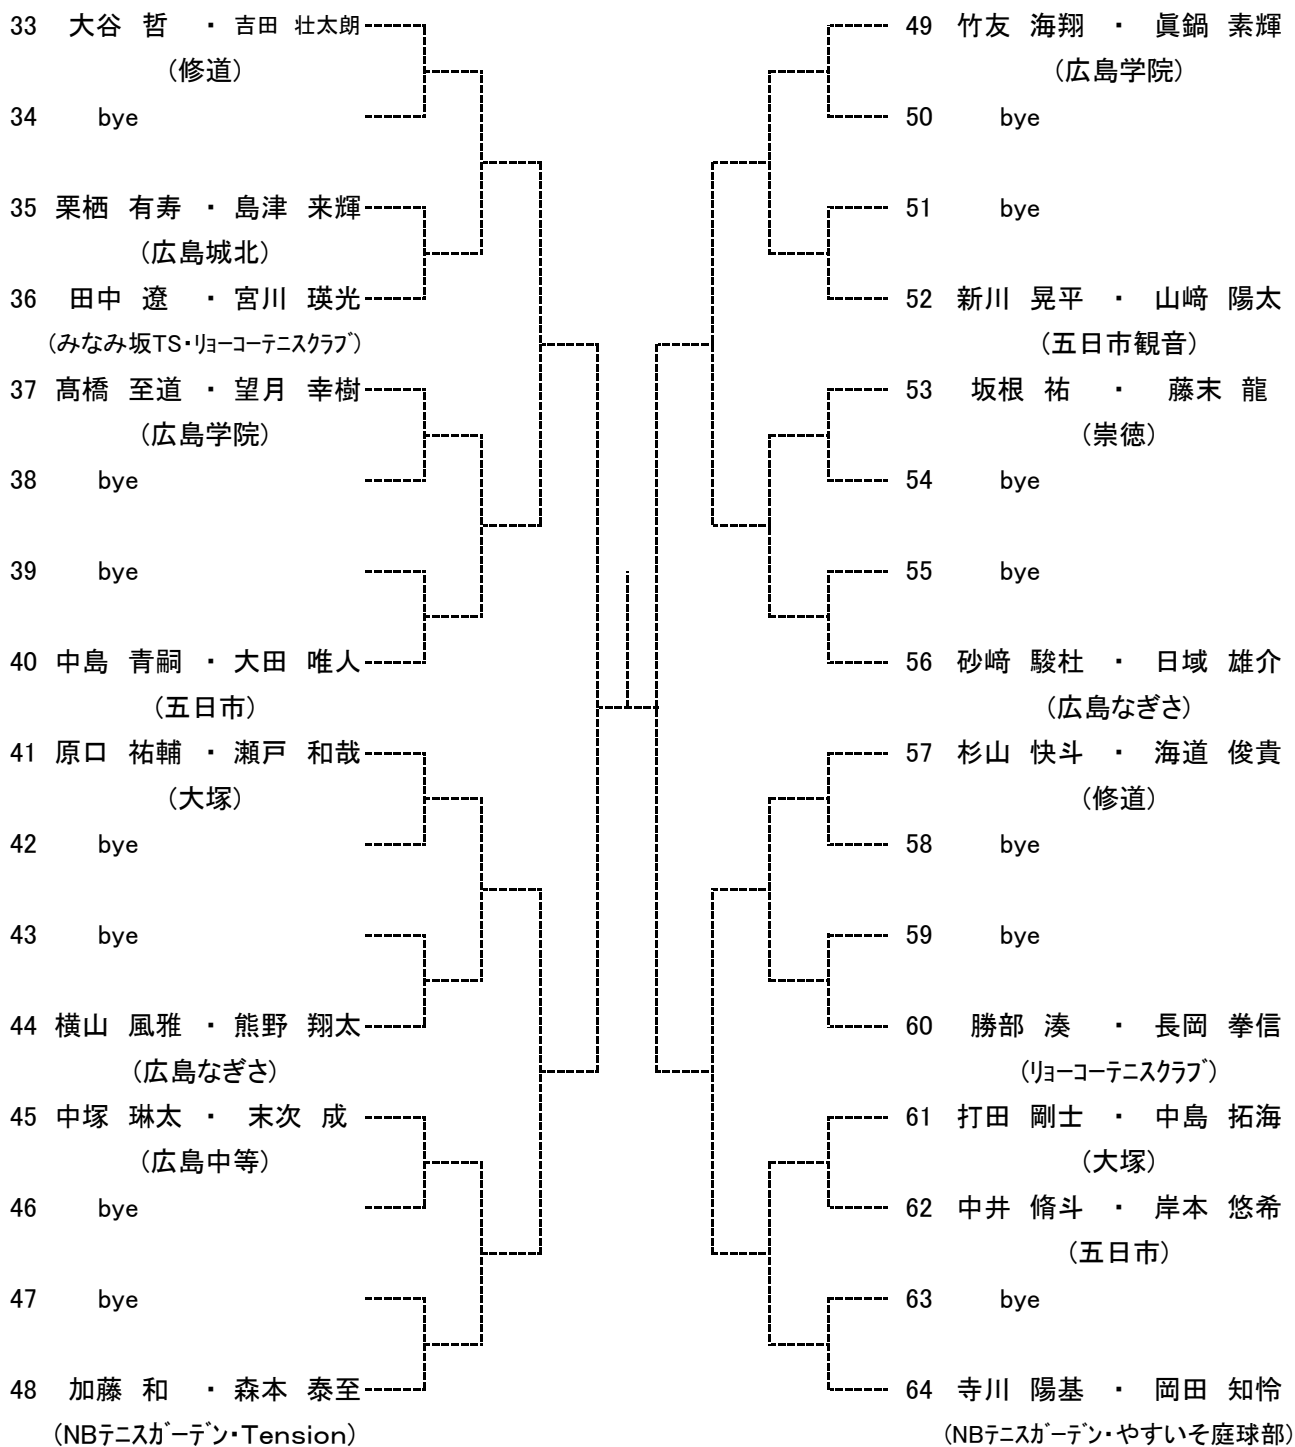 33 大谷 哲 ・ 吉田 壮太朗
(修道)
34 bye
35 栗栖 有寿 ・ 島津 来輝
(広島城北)
36 田中 遼 ・ 宮川 瑛光
(みなみ坂TS・リョーコーテニスクラブ)
37 髙橋 至道 ・ 望月 幸樹
(広島学院)
38 bye
39 bye
40 中島 青嗣 ・ 大田 唯人
(五日市)
41 原口 祐輔 ・ 瀬戸 和哉
(大塚)
42 bye
43 bye
44 横山 風雅 ・ 熊野 翔太
(広島なぎさ)
45 中塚 琳太 ・ 末次 成
(広島中等)
46 bye
47 bye
48 加藤 和 ・ 森本 泰至
(NBテニスガーデン・Tension)
49 竹友 海翔 ・ 眞鍋 素輝
(広島学院)
50 bye
51 bye
52 新川 晃平 ・ 山﨑 陽太
(五日市観音)
53 坂根 祐 ・ 藤末 龍
(崇徳)
54 bye
55 bye
56 砂﨑 駿杜 ・ 日域 雄介
(広島なぎさ)
57 杉山 快斗 ・ 海道 俊貴
(修道)
58 bye
59 bye
60 勝部 湊 ・ 長岡 拳信
(リョーコーテニスクラブ)
61 打田 剛士 ・ 中島 拓海
(大塚)
62 中井 脩斗 ・ 岸本 悠希
(五日市)
63 bye
64 寺川 陽基 ・ 岡田 知怜
(NBテニスガーデン・やすいそ庭球部)